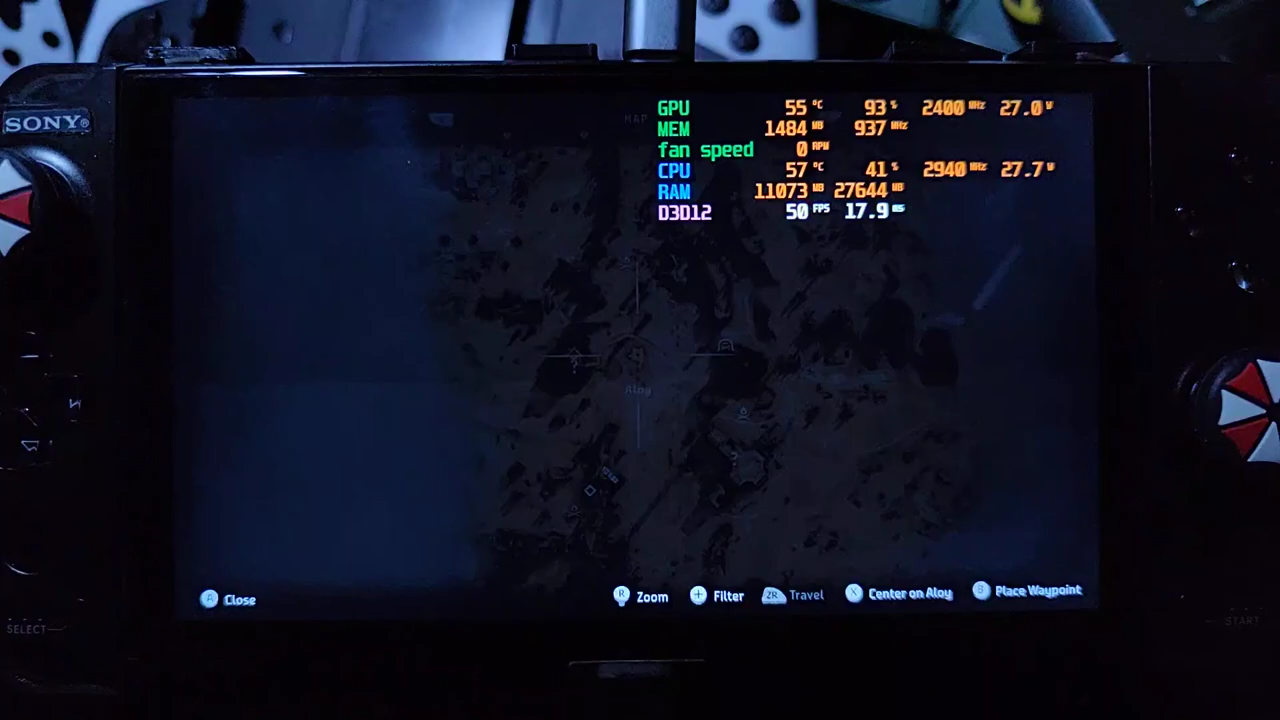 SONY®
MAP
GPU 55 °C 93 % 2400 MHz 27.0 W
MEM 1484 MB 937 MHz
fan speed 0 RPM
CPU 57 °C 41 % 2940 MHz 27.7 W
RAM 11073 MB 27644 MB
D3D12 50 FPS 17.9 ms
Aloy
A Close
R Zoom
Filter
ZR Travel
X Center on Aloy
Place Waypoint
SELECT
START